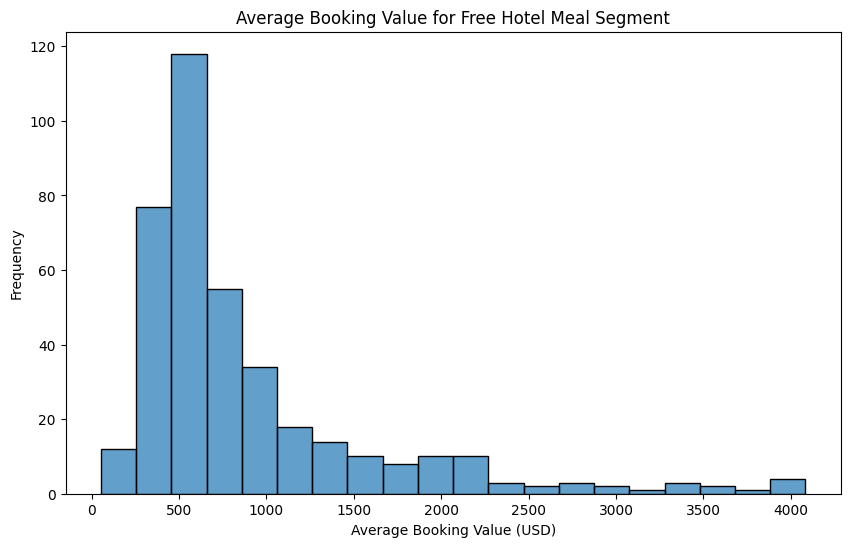 Average Booking Value for Free Hotel Meal Segment
120
100
80
60
40
20
0
Frequency
0 500 1000 1500 2000 2500 3000 3500 4000
Average Booking Value (USD)